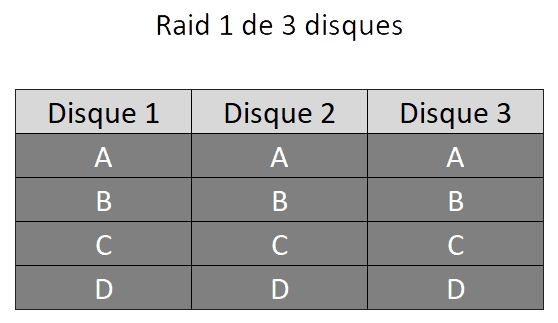 Raid 1 de 3 disques
Disque 1 Disque 2 Disque 3
A A A
B B B
C C C
D D D